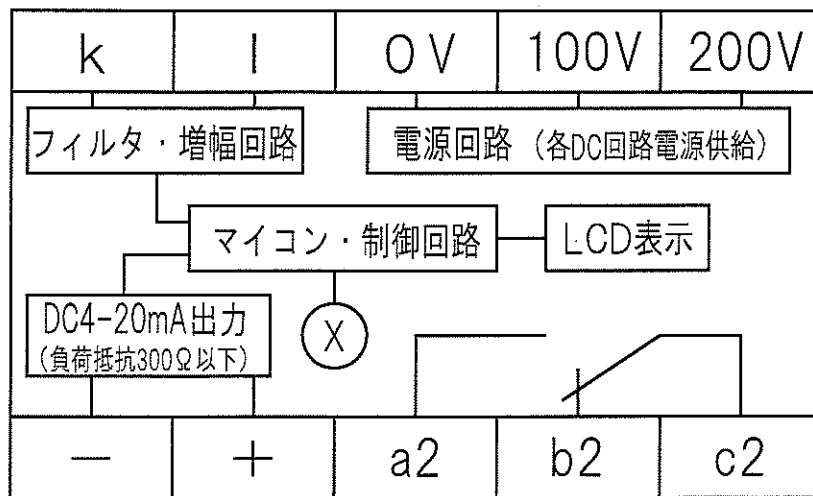 k l 0V 100V 200V
フィルタ・増幅回路
電源回路（各DC回路電源供給）
マイコン・制御回路
LCD表示
DC4-20mA出力
（負荷抵抗300Ω以下）
X
－ ＋ a2 b2 c2